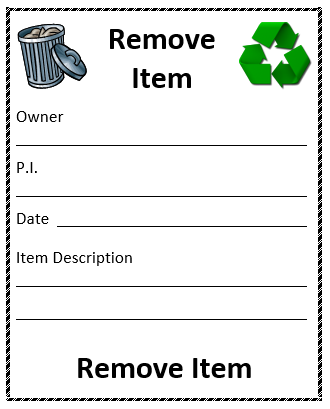 Remove
Item
Owner
P.I.
Date
Item Description
Remove Item